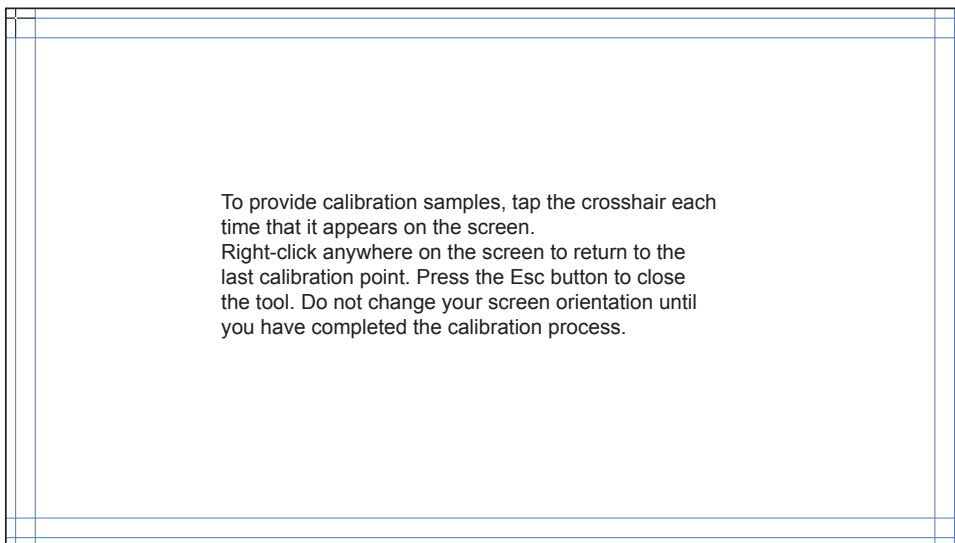 To provide calibration samples, tap the crosshair each
time that it appears on the screen.
Right-click anywhere on the screen to return to the
last calibration point. Press the Esc button to close
the tool. Do not change your screen orientation until
you have completed the calibration process.